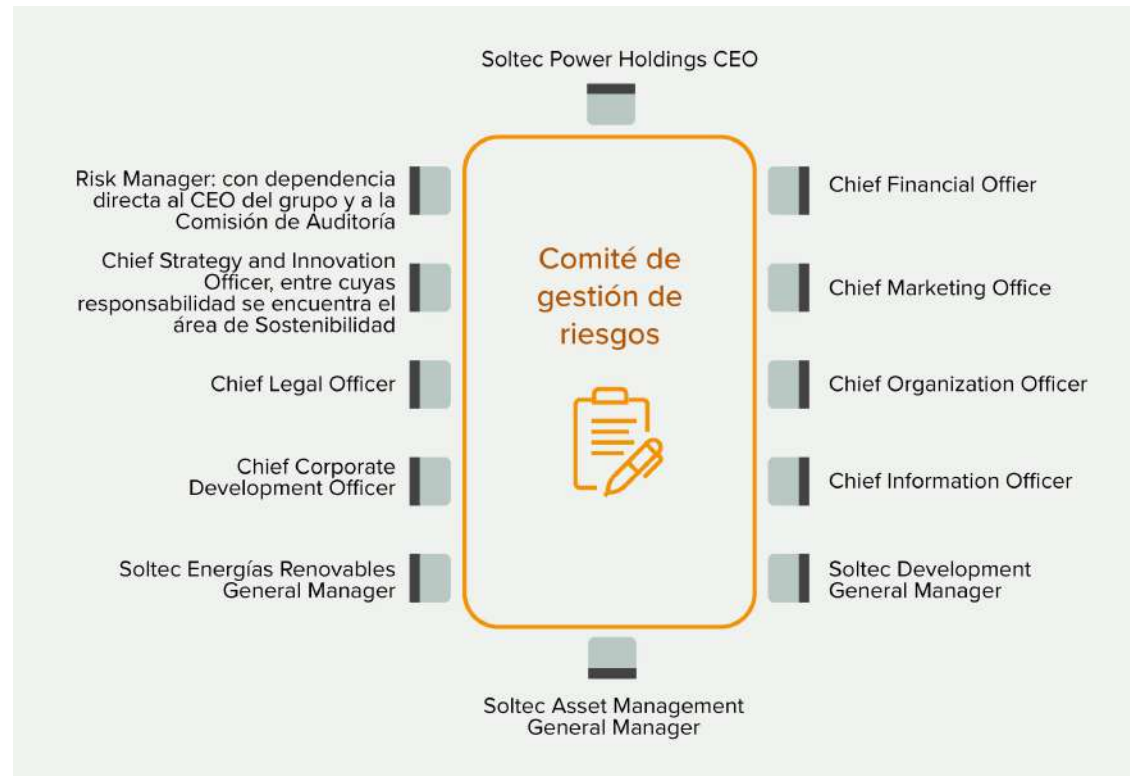 Soltec Power Holdings CEO
Risk Manager: con dependencia
directa al CEO del grupo y a la
Comisión de Auditoría
Chief Strategy and Innovation
Officer, entre cuyas
responsabilidad se encuentra el
área de Sostenibilidad
Chief Legal Officer
Chief Corporate
Development Officer
Soltec Energías Renovables
General Manager
Comité de
gestión de
riesgos
Chief Financial Offier
Chief Marketing Office
Chief Organization Officer
Chief Information Officer
Soltec Development
General Manager
Soltec Asset Management
General Manager